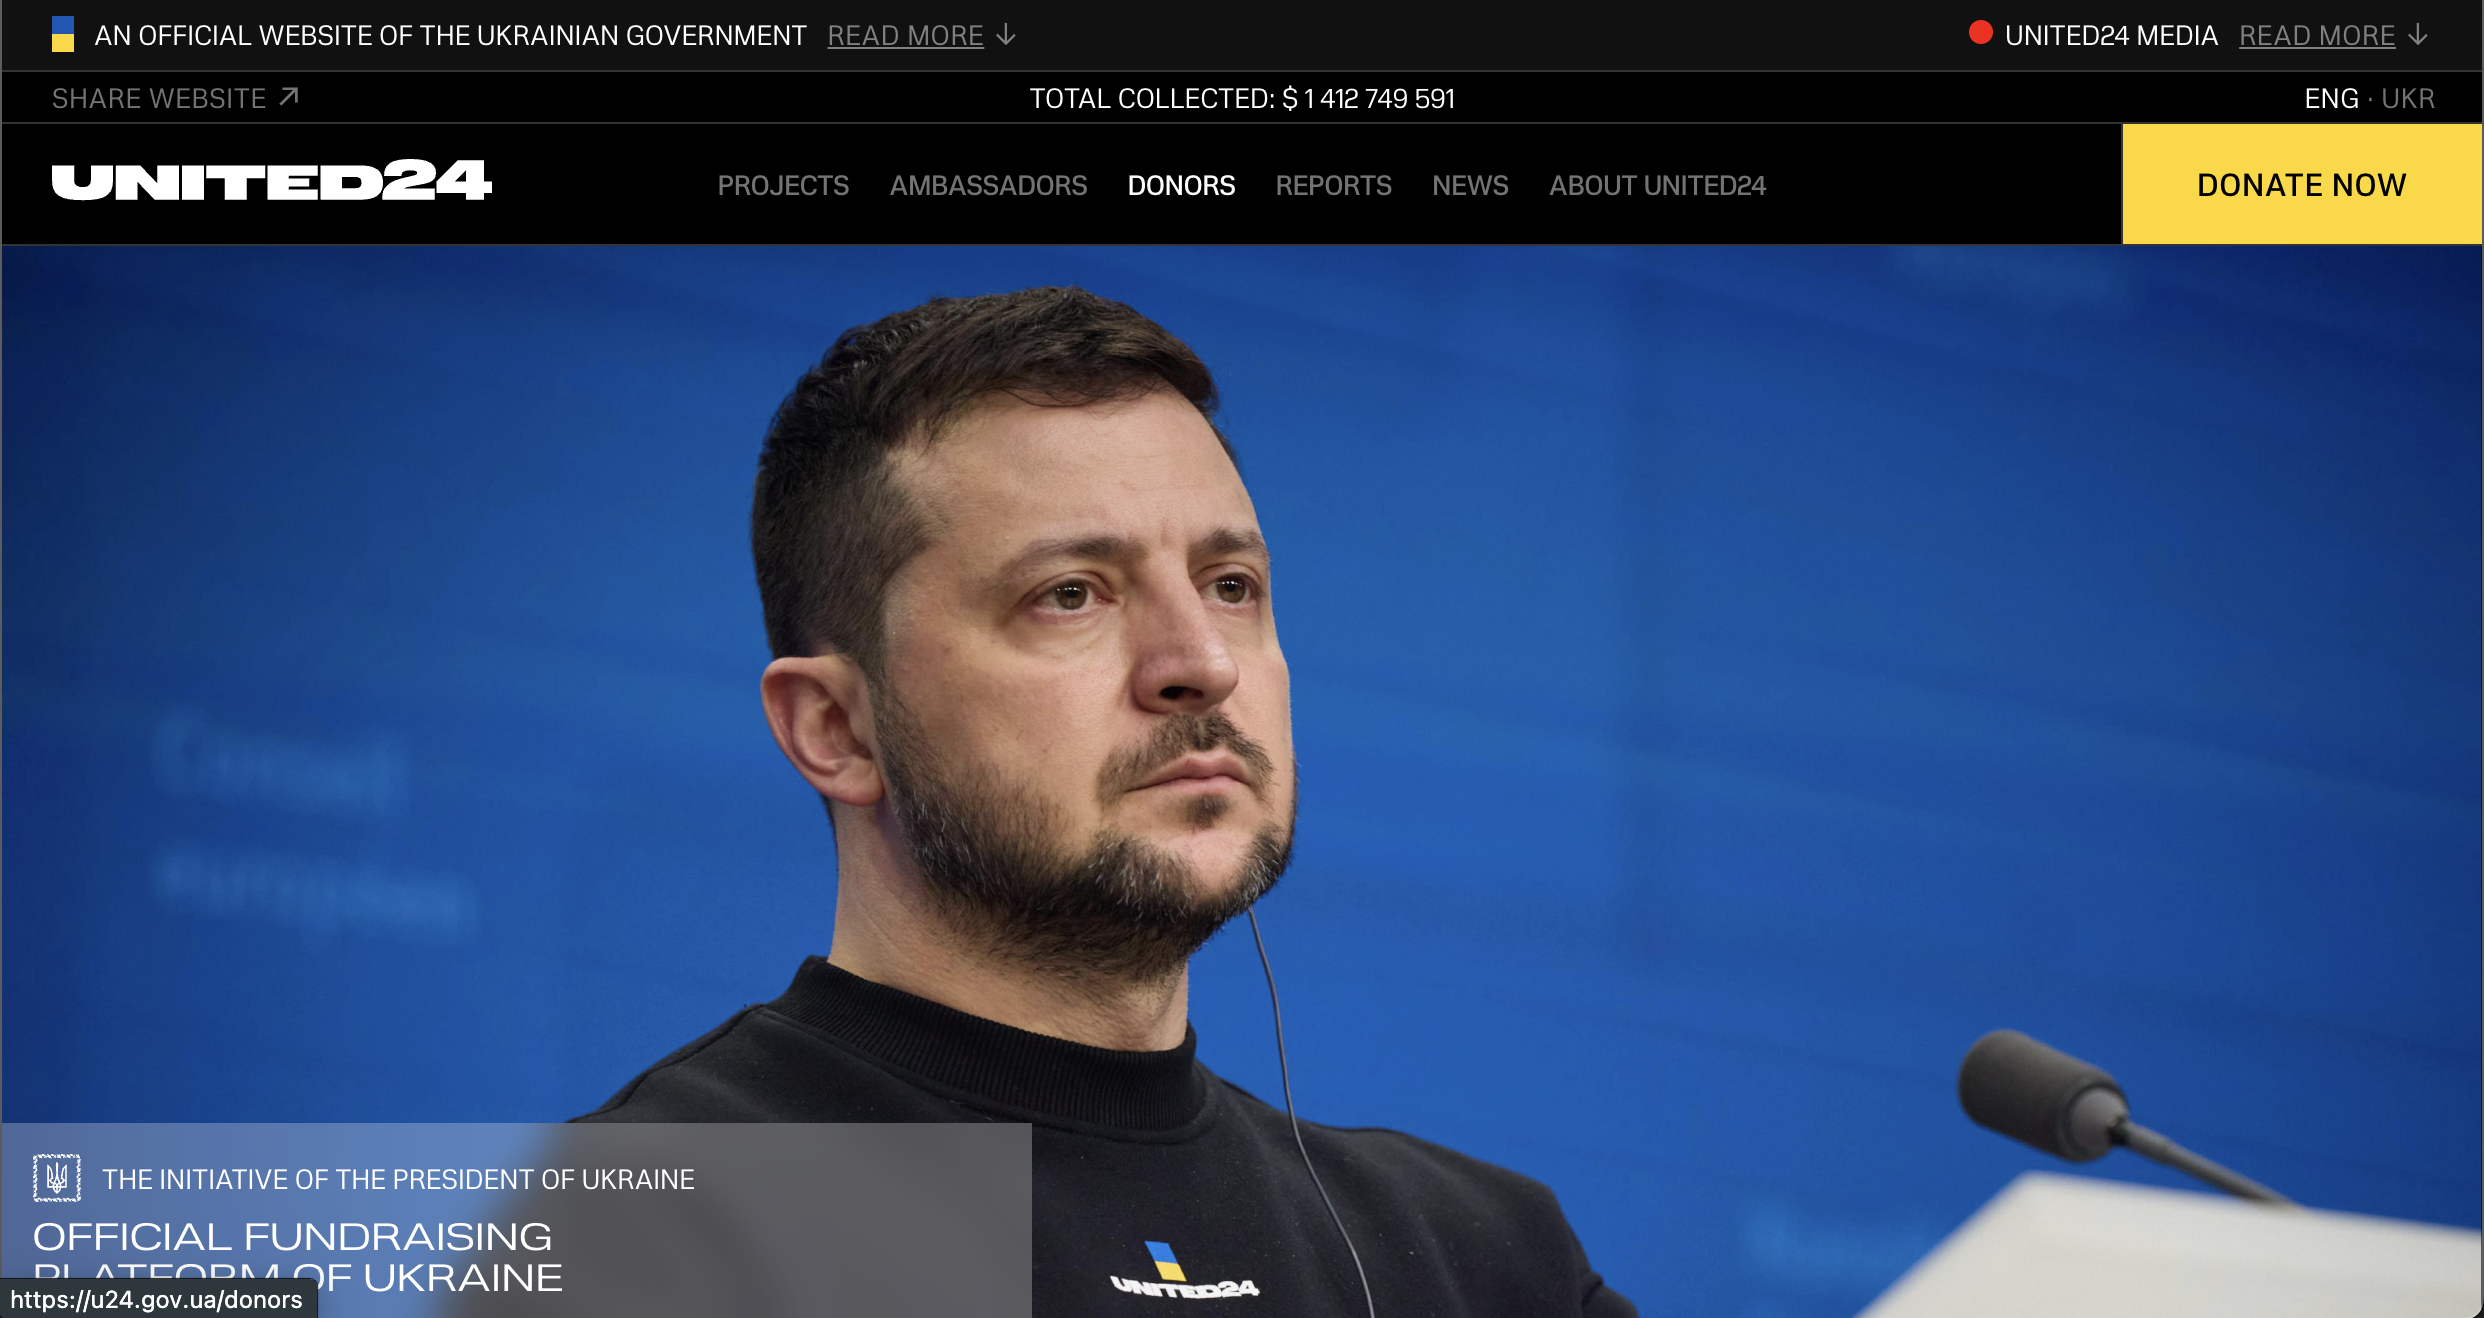 AN OFFICIAL WEBSITE OF THE UKRAINIAN GOVERNMENT READ MORE ↓
UNITED24 MEDIA READ MORE ↓
SHARE WEBSITE ↗
TOTAL COLLECTED: $ 1 412 749 591
ENG · UKR
UNITED24
PROJECTS AMBASSADORS DONORS REPORTS NEWS ABOUT UNITED24
DONATE NOW
THE INITIATIVE OF THE PRESIDENT OF UKRAINE
OFFICIAL FUNDRAISING
PLATFORM OF UKRAINE
https://u24.gov.ua/donors
UNITED24